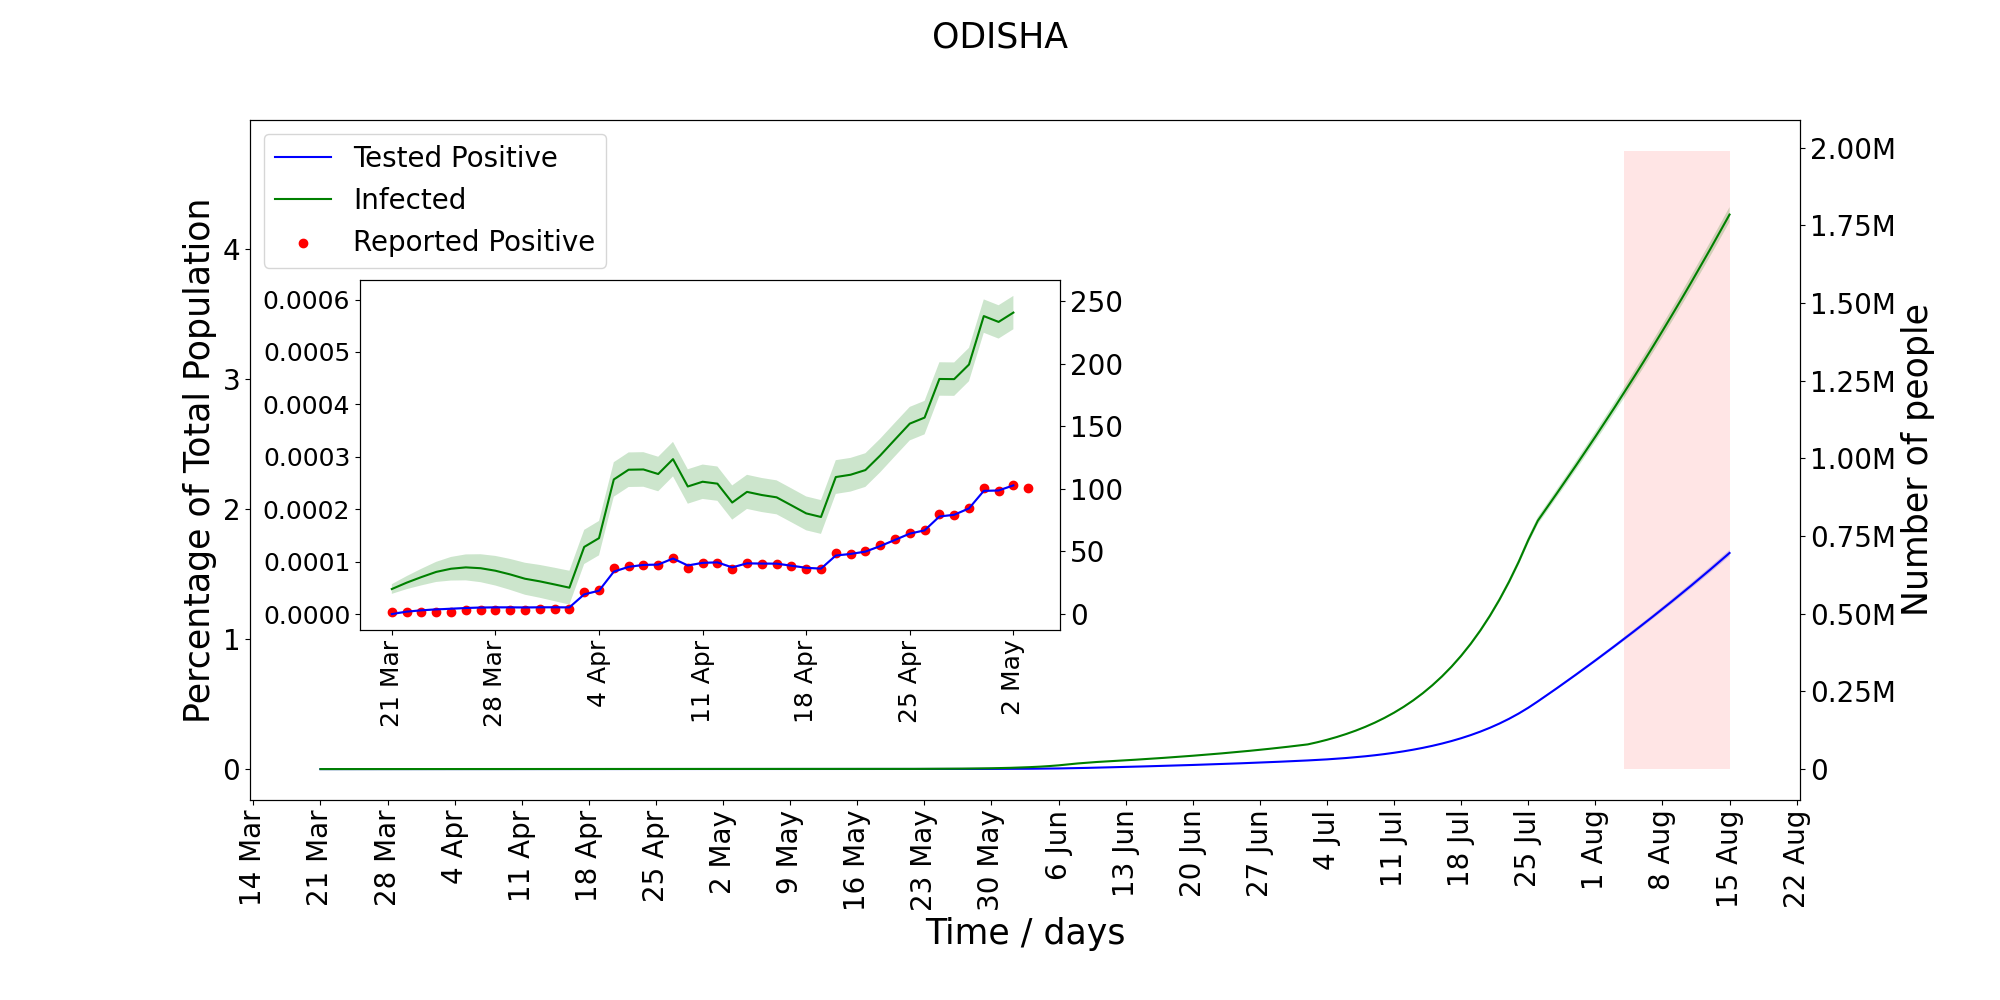 ODISHA
Tested Positive
Infected
Reported Positive
Percentage of Total Population
4
3
2
1
0
0.0006
0.0005
0.0004
0.0003
0.0002
0.0001
0.0000
250
200
150
100
50
0
21 Mar
28 Mar
4 Apr
11 Apr
18 Apr
25 Apr
2 May
2.00M
1.75M
1.50M
1.25M
1.00M
0.75M
0.50M
0.25M
0
Number of people
14 Mar
21 Mar
28 Mar
4 Apr
11 Apr
18 Apr
25 Apr
2 May
9 May
16 May
23 May
30 May
6 Jun
13 Jun
20 Jun
27 Jun
4 Jul
11 Jul
18 Jul
25 Jul
1 Aug
8 Aug
15 Aug
22 Aug
Time / days